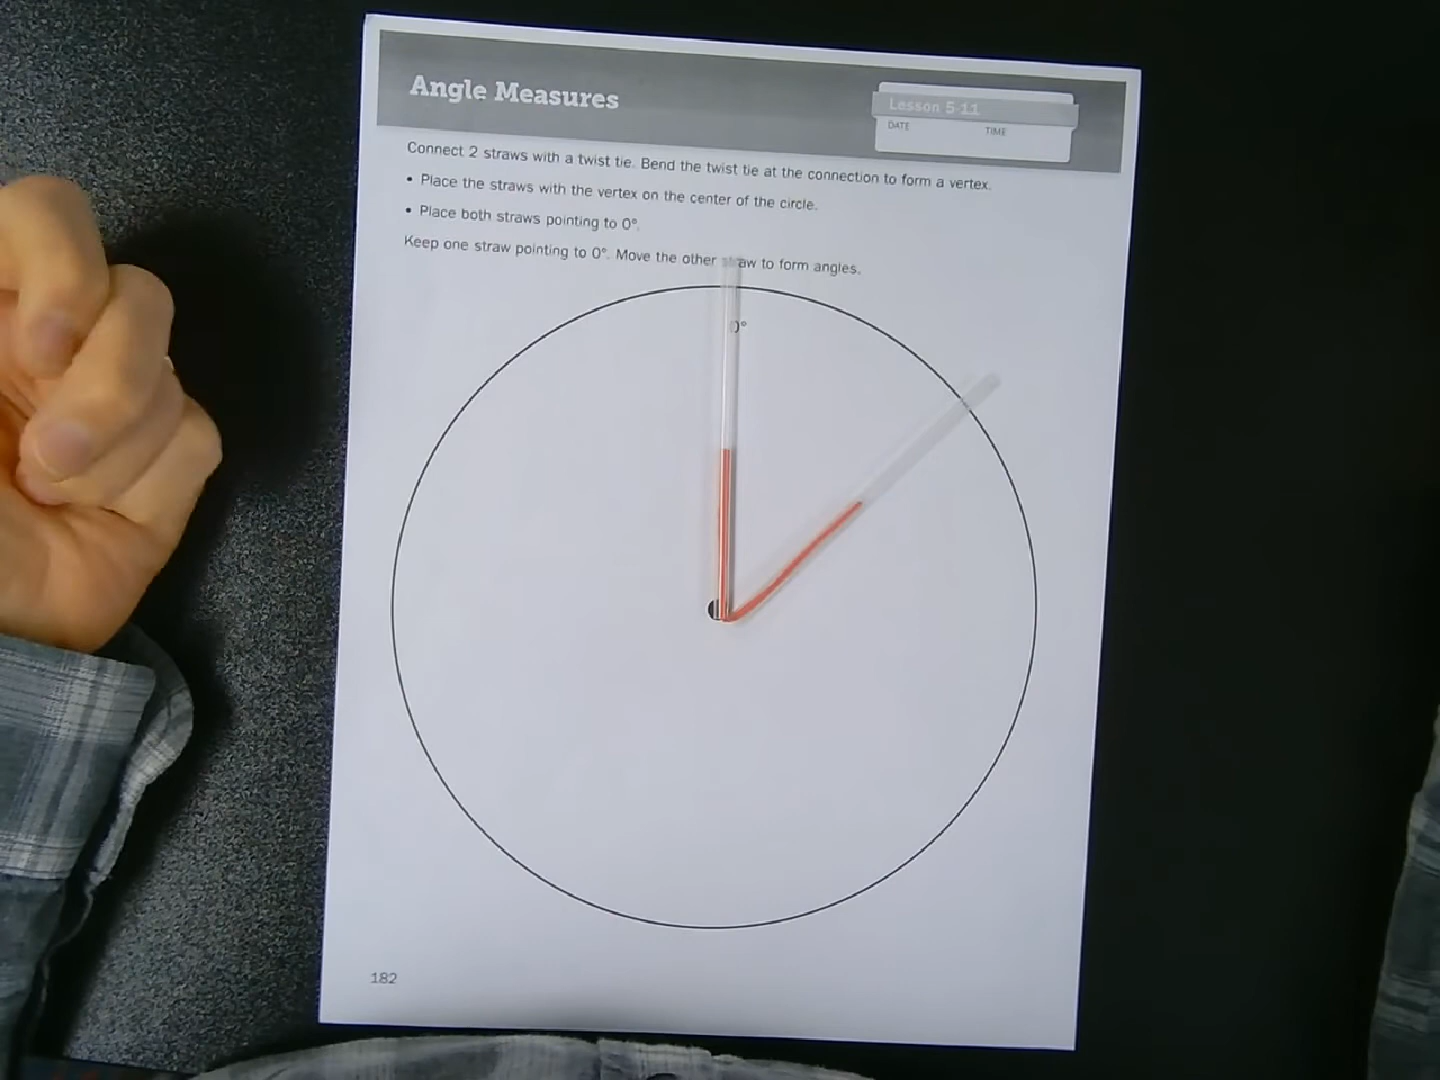 Angle Measures
Lesson 5-11
DATE TIME
Connect 2 straws with a twist tie. Bend the twist tie at the connection to form a vertex.
• Place the straws with the vertex on the center of the circle.
• Place both straws pointing to 0°.
Keep one straw pointing to 0°. Move the other straw to form angles.
0°
182